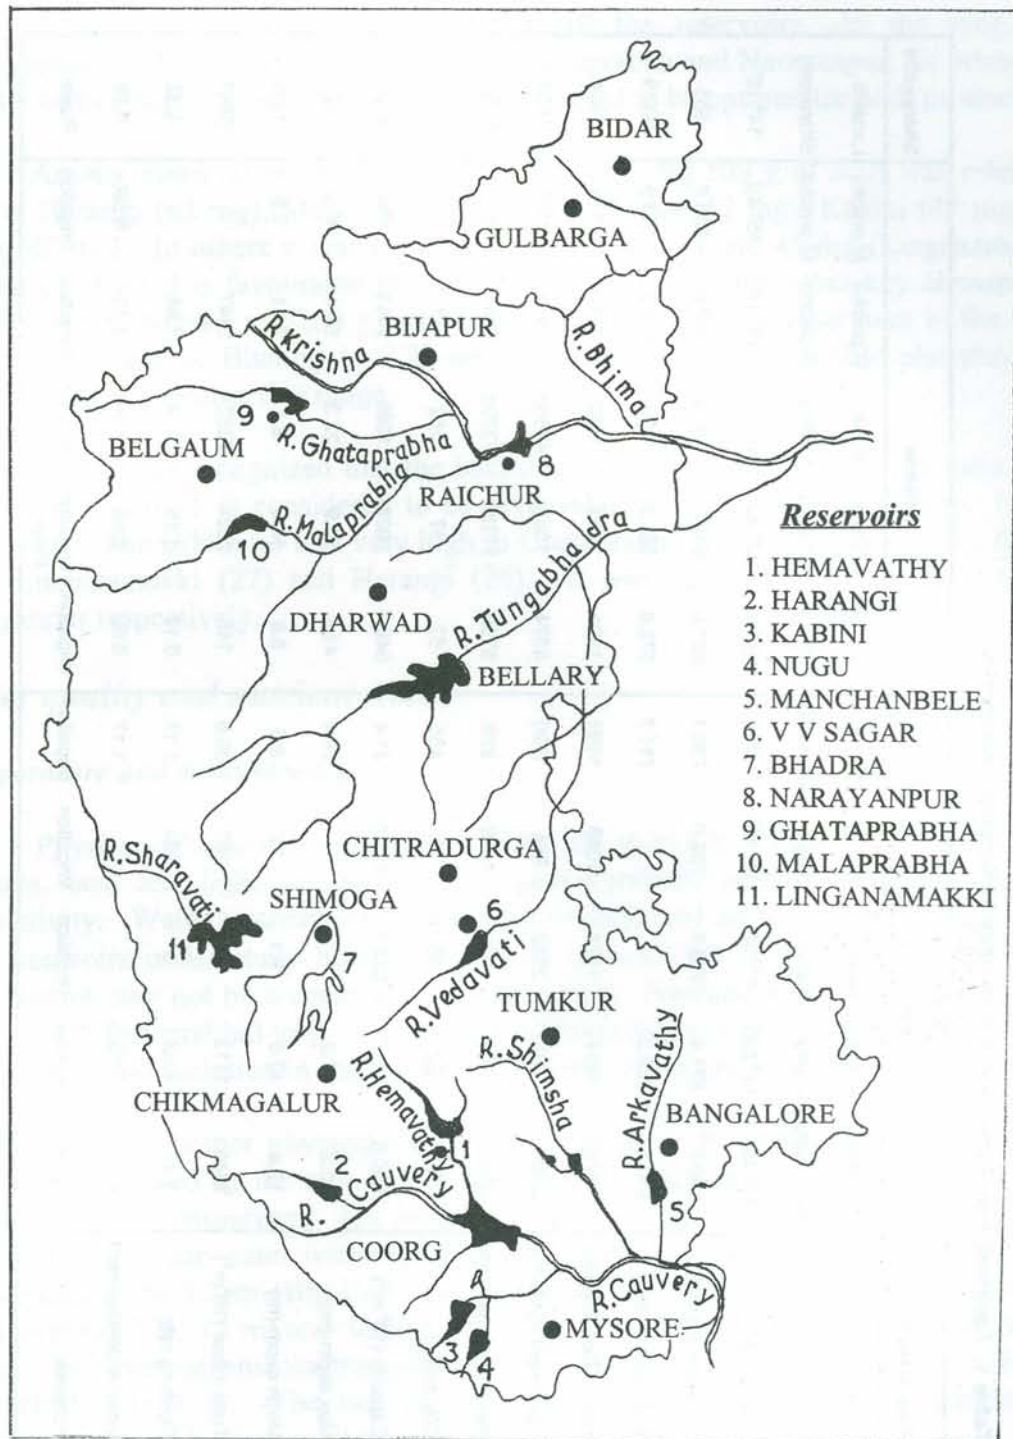 BIDAR
GULBARGA
R.Krishna
BIJAPUR
R.Bhima
9
R.Ghataprabha
BELGAUM
8
RAICHUR
R.Malaprabha
10
DHARWAD
R.Tungabhadra
BELLARY
Reservoirs
1. HEMAVATHY
2. HARANGI
3. KABINI
4. NUGU
5. MANCHANBELE
6. V V SAGAR
7. BHADRA
8. NARAYANPUR
9. GHATAPRABHA
10. MALAPRABHA
11. LINGANAMAKKI
CHITRADURGA
R.Sharavati
SHIMOGA
11
7
6
R.Vedavati
TUMKUR
R.Shimsha
R.Arkavathy
CHIKMAGALUR
R.Hemavathy
BANGALORE
1
2
R. Cauvery
5
COORG
R.Cauvery
MYSORE
3
4